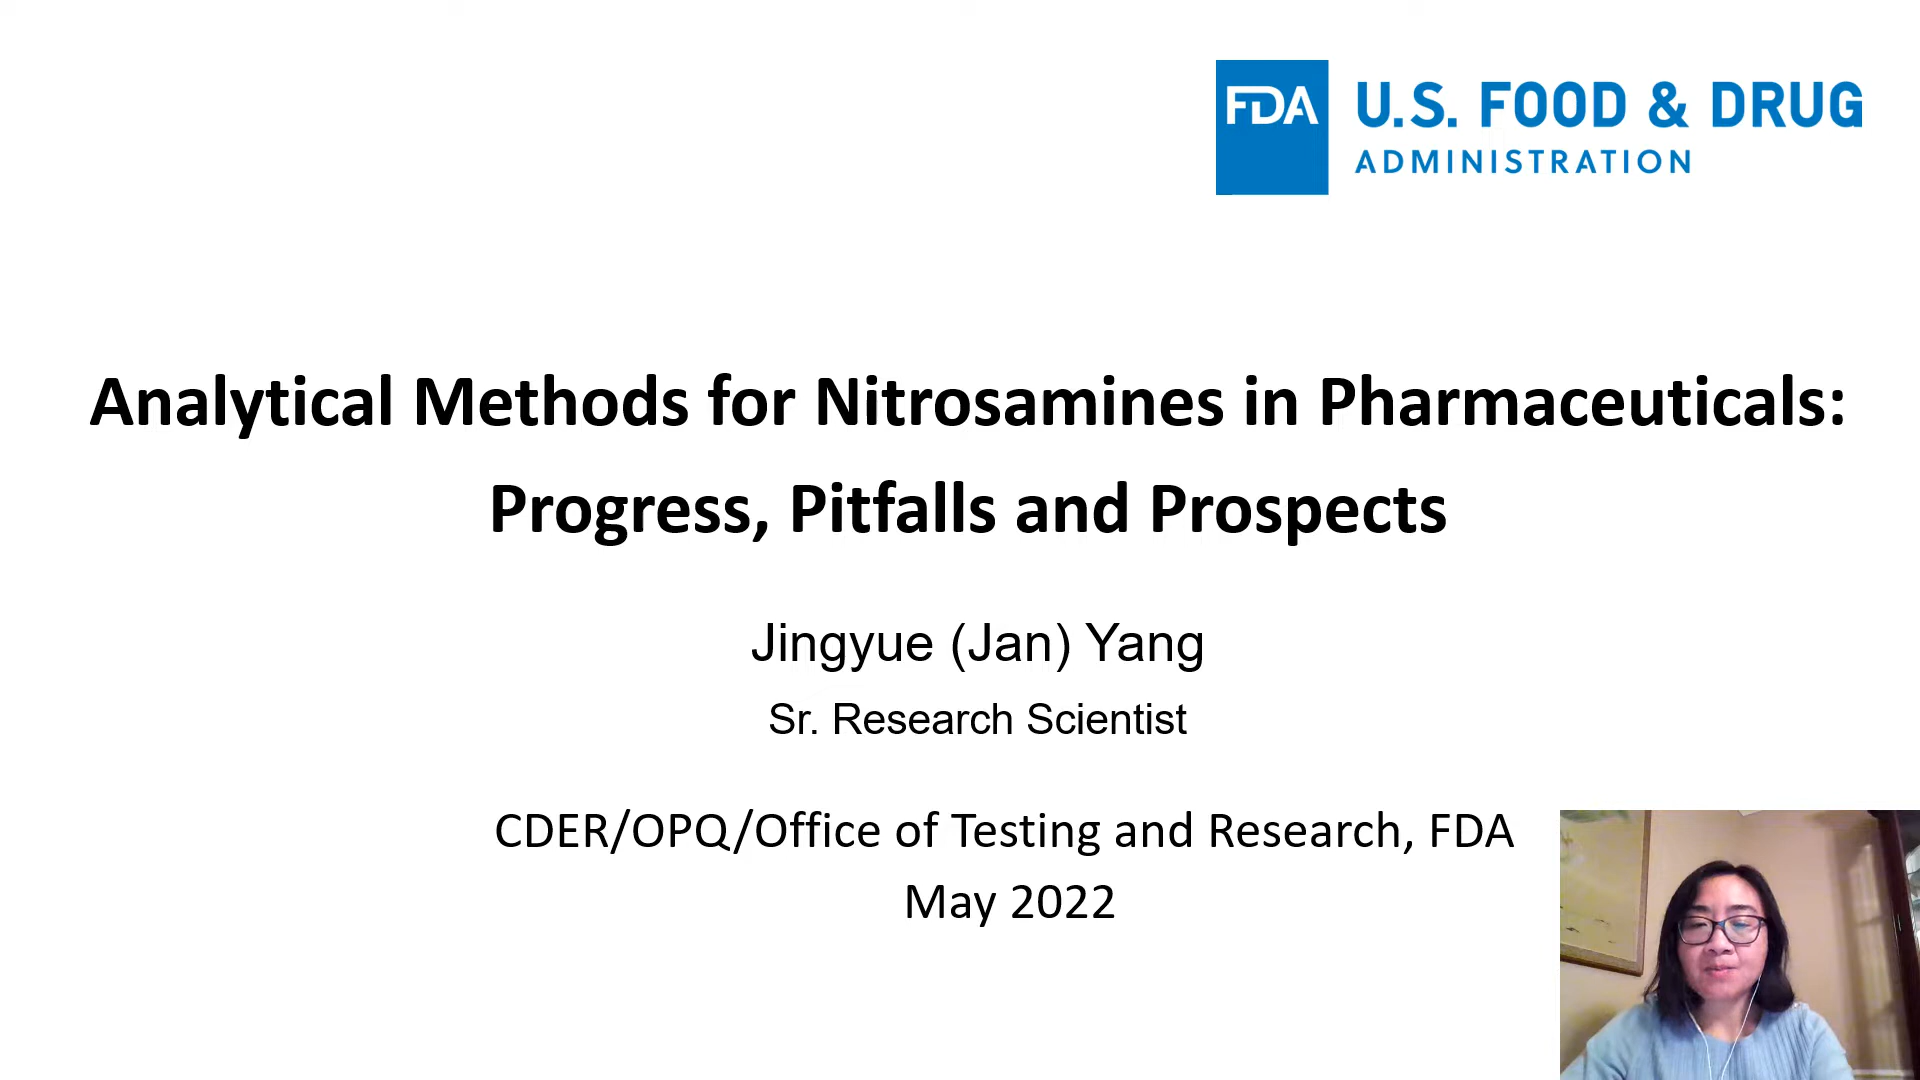 FDA
U.S. FOOD & DRUG
ADMINISTRATION
Analytical Methods for Nitrosamines in Pharmaceuticals:
Progress, Pitfalls and Prospects
Jingyue (Jan) Yang
Sr. Research Scientist
CDER/OPQ/Office of Testing and Research, FDA
May 2022